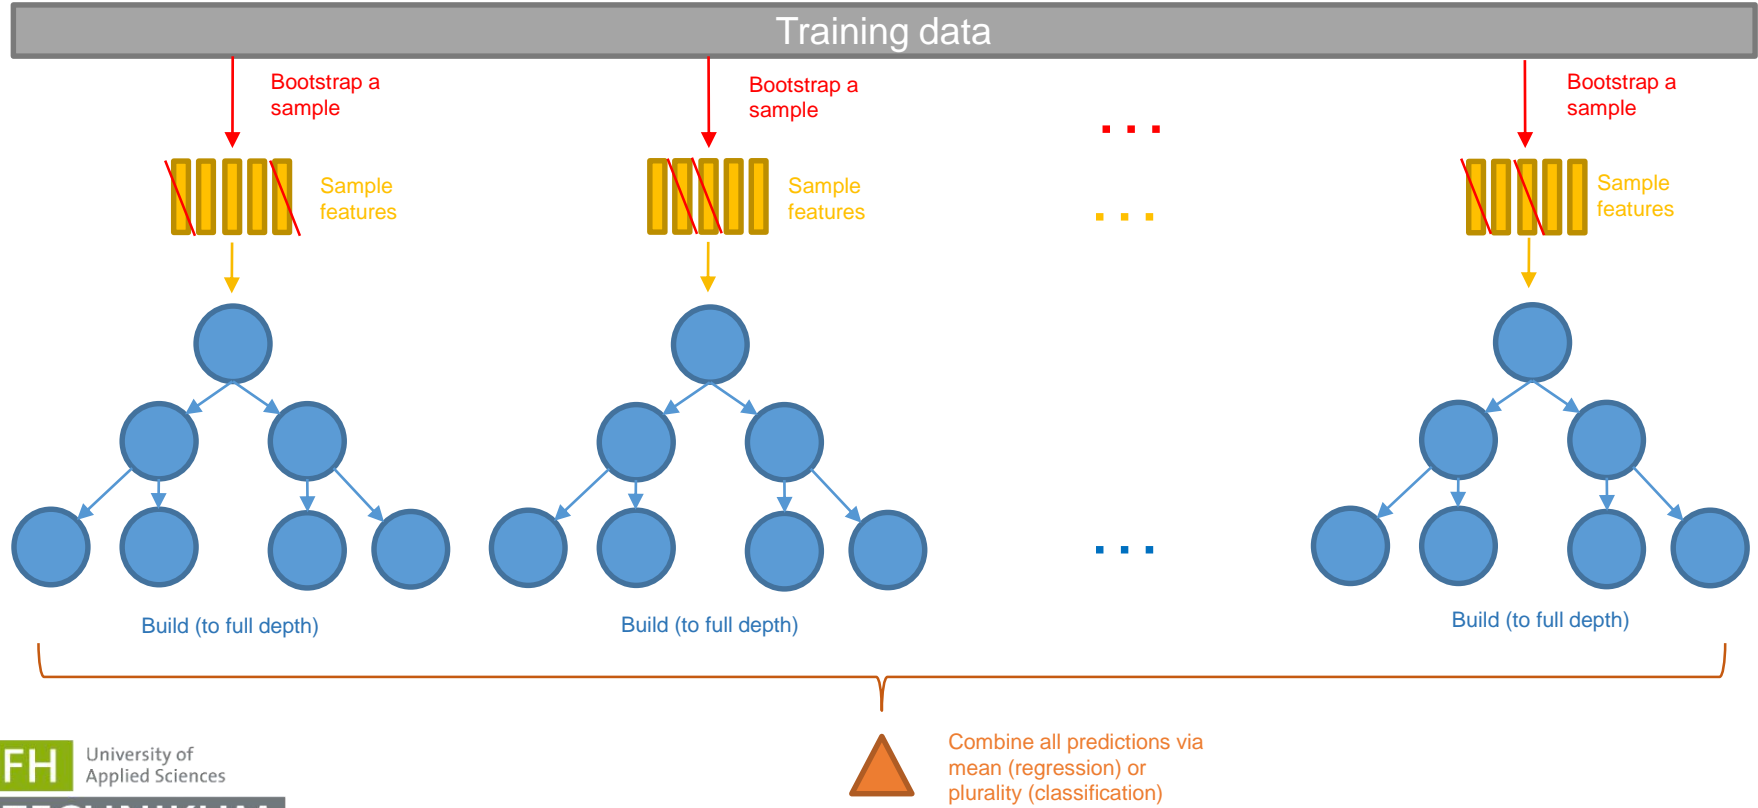 Training data
Bootstrap a
sample
Bootstrap a
sample
Bootstrap a
sample
...
Sample
features
Sample
features
...
Sample
features
...
Build (to full depth)
Build (to full depth)
Build (to full depth)
Combine all predictions via
mean (regression) or
plurality (classification)
FH
University of
Applied Sciences
TECHNIKUM